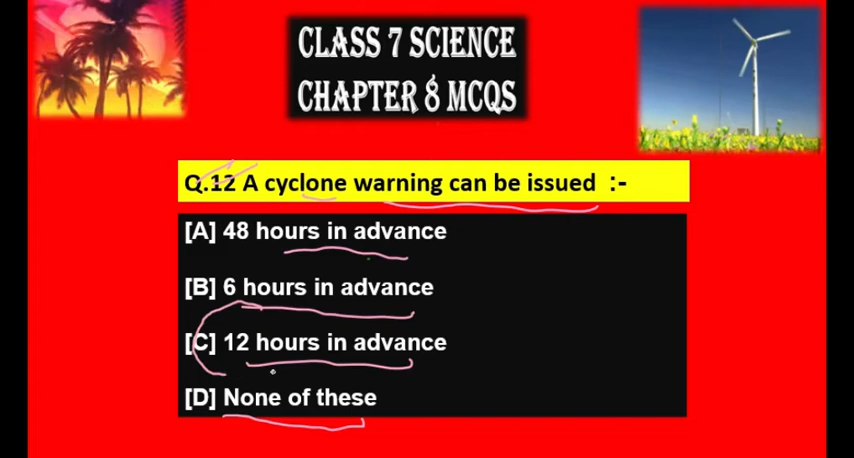 CLASS 7 SCIENCE
CHAPTER 8 MCQS
Q.12 A cyclone warning can be issued :-
[A] 48 hours in advance
[B] 6 hours in advance
[C] 12 hours in advance
[D] None of these